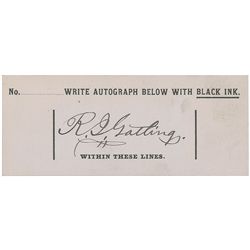 No. WRITE AUTOGRAPH BELOW WITH BLACK INK.
R. J. Gatling.
WITHIN THESE LINES.